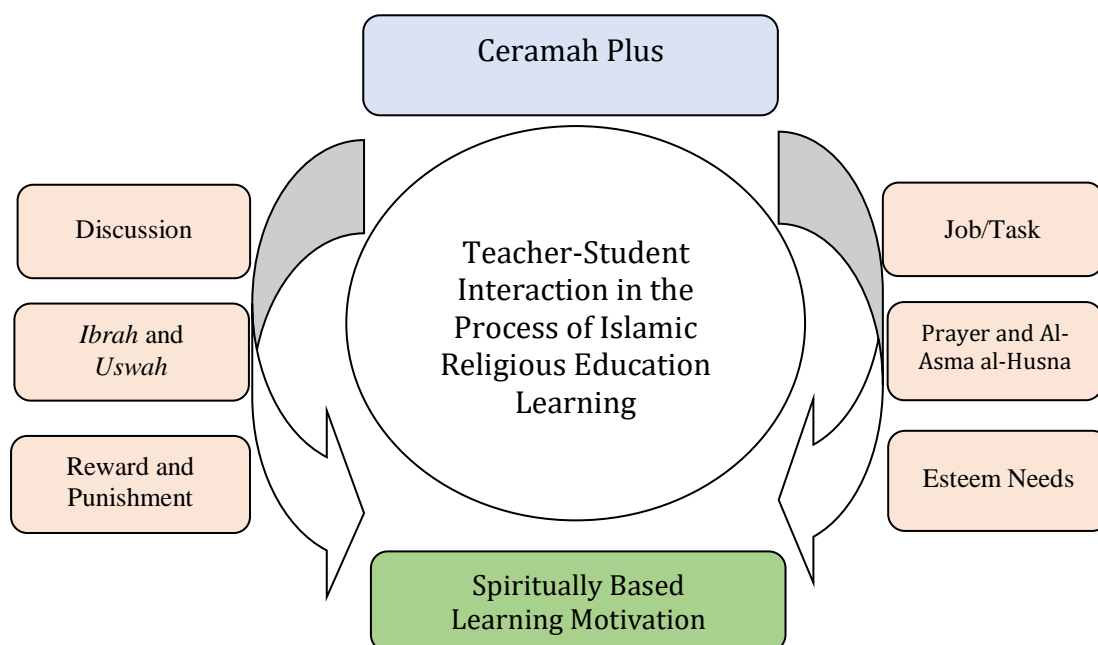 Ceramah Plus
Discussion
Ibrah and
Uswah
Reward and
Punishment
Teacher-Student
Interaction in the
Process of Islamic
Religious Education
Learning
Job/Task
Prayer and Al-
Asma al-Husna
Esteem Needs
Spiritually Based
Learning Motivation